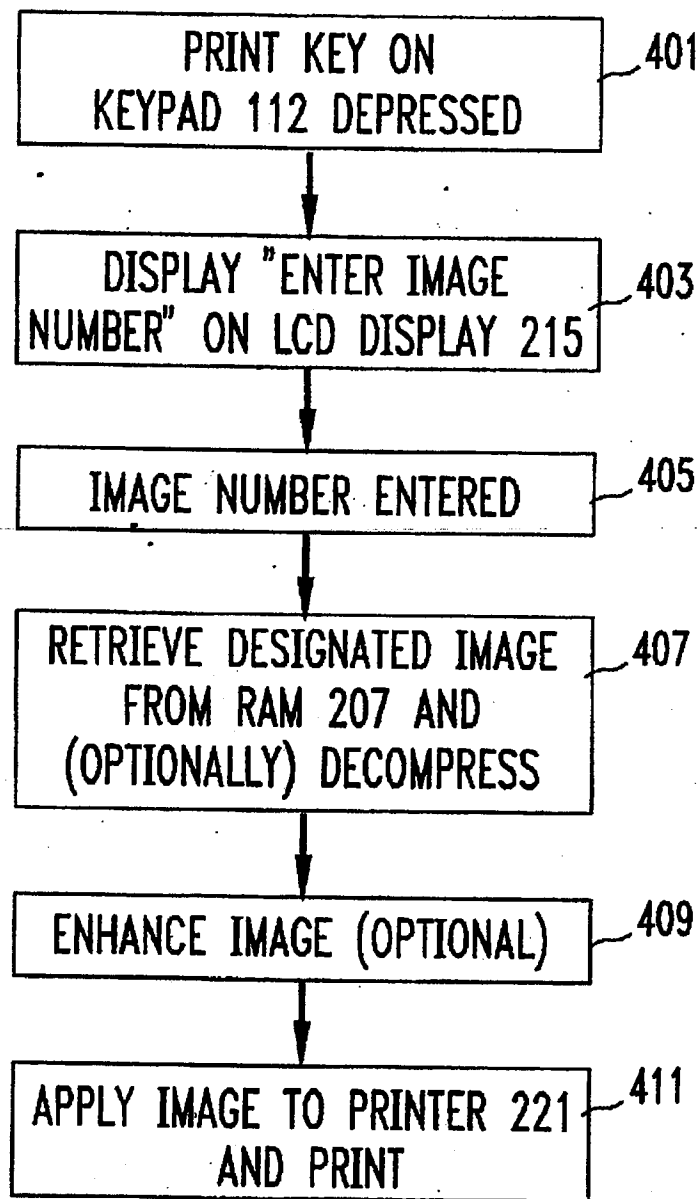 PRINT KEY ON
KEYPAD 112 DEPRESSED
401
DISPLAY "ENTER IMAGE
NUMBER" ON LCD DISPLAY 215
403
IMAGE NUMBER ENTERED
405
RETRIEVE DESIGNATED IMAGE
FROM RAM 207 AND
(OPTIONALLY) DECOMPRESS
407
ENHANCE IMAGE (OPTIONAL)
409
APPLY IMAGE TO PRINTER 221
AND PRINT
411